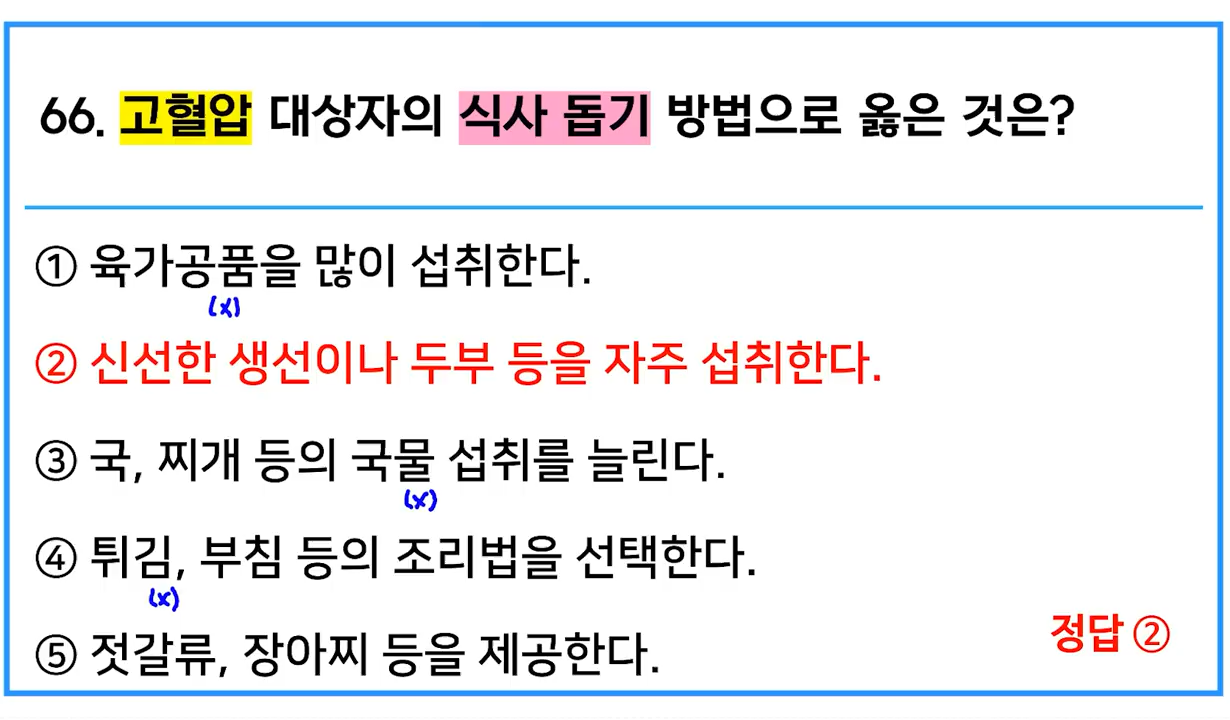 66. 고혈압 대상자의 식사 돕기 방법으로 옳은 것은?
① 육가공품을 많이 섭취한다.
(x)
② 신선한 생선이나 두부 등을 자주 섭취한다.
③ 국, 찌개 등의 국물 섭취를 늘린다.
(x)
④ 튀김, 부침 등의 조리법을 선택한다.
(x)
⑤ 젓갈류, 장아찌 등을 제공한다.
정답 ②